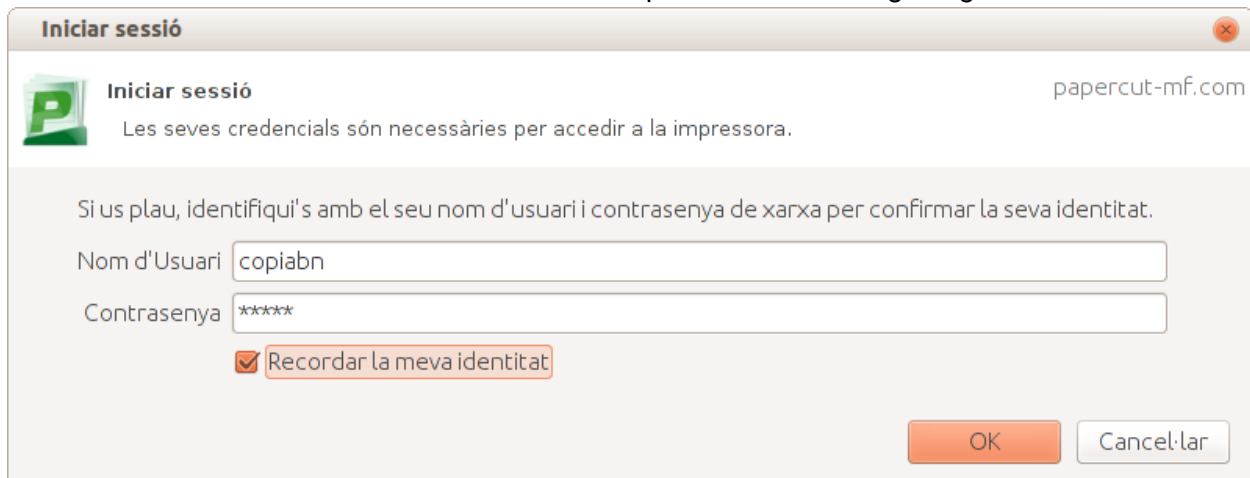 Iniciar sessió
P
Iniciar sessió
papercut-mf.com
Les seves credencials són necessàries per accedir a la impressora.
Si us plau, identifiqui's amb el seu nom d'usuari i contrasenya de xarxa per confirmar la seva identitat.
Nom d'Usuari copiabn
Contrasenya *****
Recordar la meva identitat
OK Cancel·lar